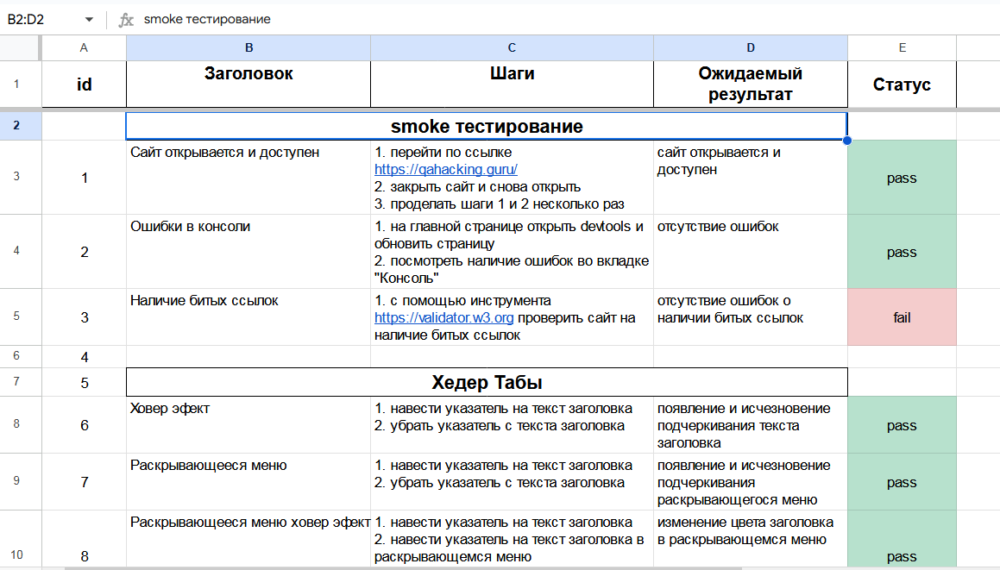 B2:D2 fx smoke тестирование
A B C D E
1 id Заголовок Шаги Ожидаемый результат Статус
2 smoke тестирование
3 1 Сайт открывается и доступен
1. перейти по ссылке
https://qahacking.guru/
2. закрыть сайт и снова открыть
3. проделать шаги 1 и 2 несколько раз
сайт открывается и
доступен
pass
4 2 Ошибки в консоли
1. на главной странице открыть devtools и
обновить страницу
2. посмотреть наличие ошибок во вкладке
"Консоль"
отсутствие ошибок
pass
5 3 Наличие битых ссылок
1. с помощью инструмента
https://validator.w3.org проверить сайт на
наличие битых ссылок
отсутствие ошибок о
наличии битых ссылок
fail
6 4
7 5 Хедер Табы
8 6 Ховер эфект
1. навести указатель на текст заголовка
2. убрать указатель с текста заголовка
появление и исчезновение
подчеркивания текста
заголовка
pass
9 7 Раскрывающееся меню
1. навести указатель на текст заголовка
2. убрать указатель с текста заголовка
появление и исчезновение
подчеркивания
раскрывающегося меню
pass
10 8 Раскрывающееся меню ховер эфект
1. навести указатель на текст заголовка
2. навести указатель на текст заголовка в
раскрывающемся меню
изменение цвета заголовка
в раскрывающемся меню
pass